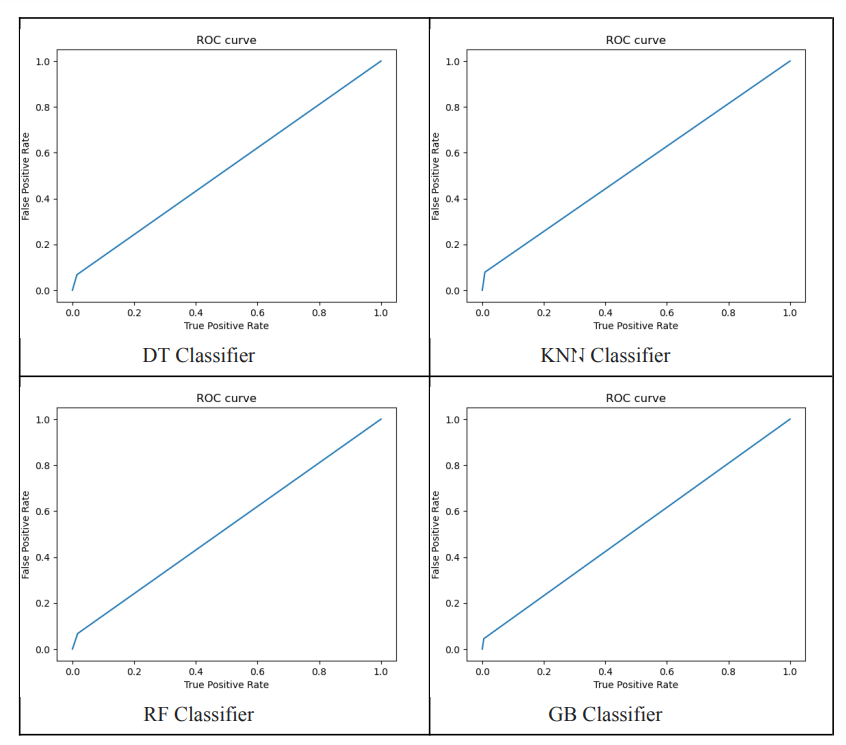 ROC curve
1.0
0.8
0.6
0.4
0.2
0.0
False Positive Rate
0.0 0.2 0.4 0.6 0.8 1.0
True Positive Rate
DT Classifier
ROC curve
1.0
0.8
0.6
0.4
0.2
0.0
False Positive Rate
0.0 0.2 0.4 0.6 0.8 1.0
True Positive Rate
KNN Classifier
ROC curve
1.0
0.8
0.6
0.4
0.2
0.0
False Positive Rate
0.0 0.2 0.4 0.6 0.8 1.0
True Positive Rate
RF Classifier
ROC curve
1.0
0.8
0.6
0.4
0.2
0.0
False Positive Rate
0.0 0.2 0.4 0.6 0.8 1.0
True Positive Rate
GB Classifier